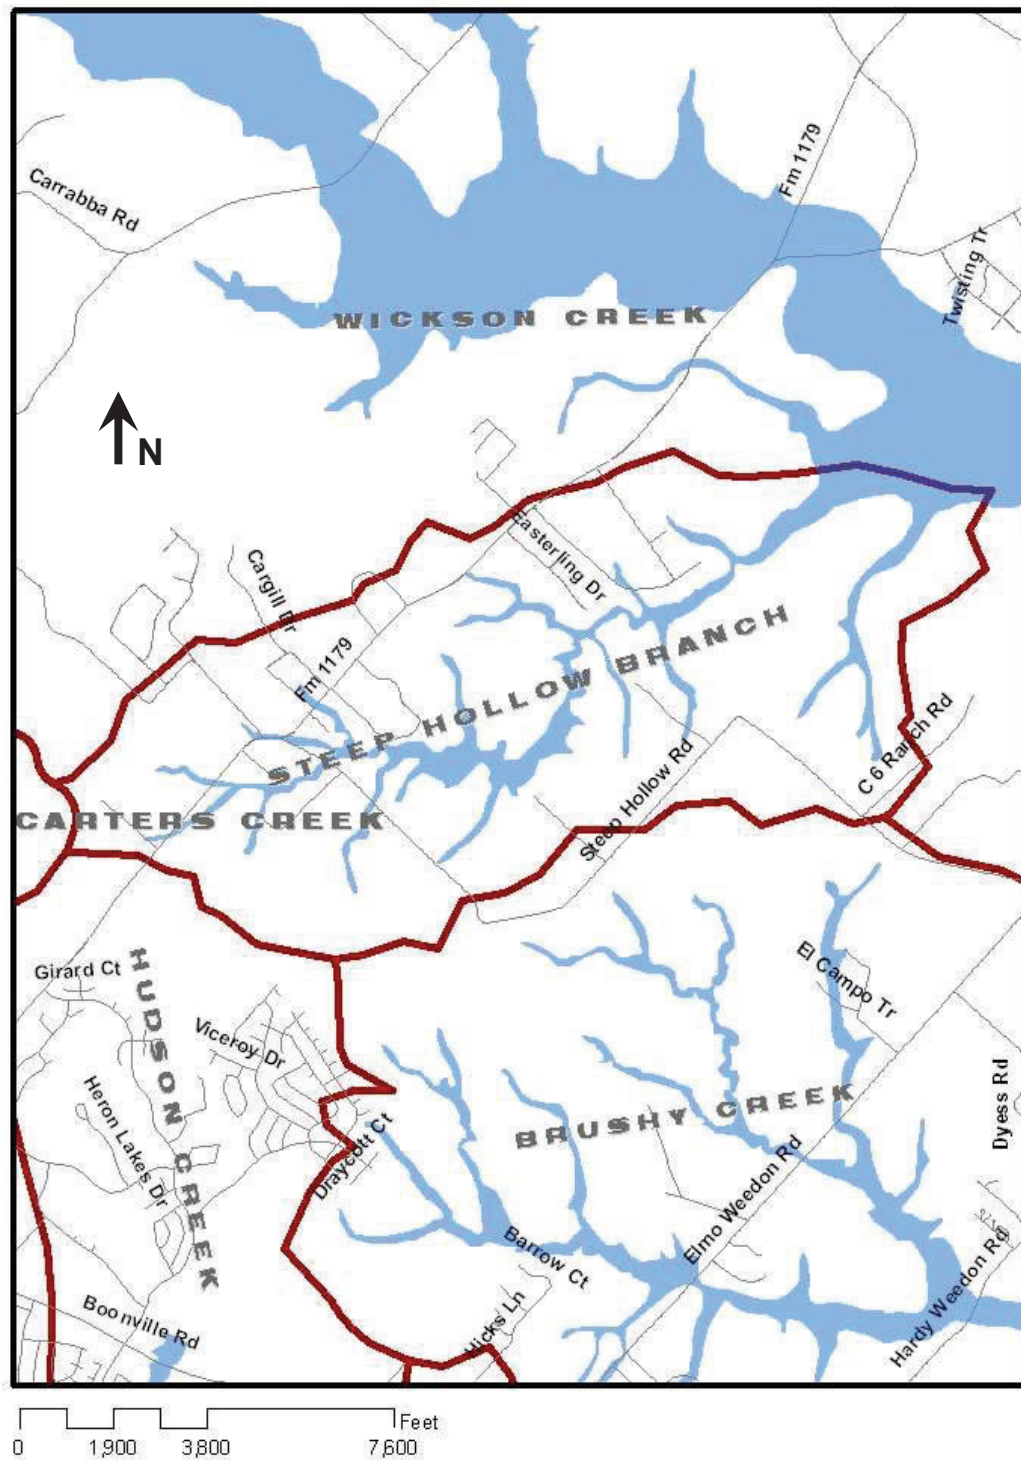 Fm 1179
Carrabba Rd
Twisting Tr
WICKSON CREEK
N
Easterling Dr
Cargill Dr
Fm 1179
STEEP HOLLOW BRANCH
C 6 Ranch Rd
Steep Hollow Rd
CARTERS CREEK
El Campo Tr
Girard Ct
HUDSON CREEK
Viceroy Dr
Heron Lakes Dr
Draycott Ct
BRUSHY CREEK
Dyess Rd
Elmo Weedon Rd
Barrow Ct
Hardy Weedon Rd
Hicks Ln
Boonville Rd
Feet
0 1,900 3,800 7,600